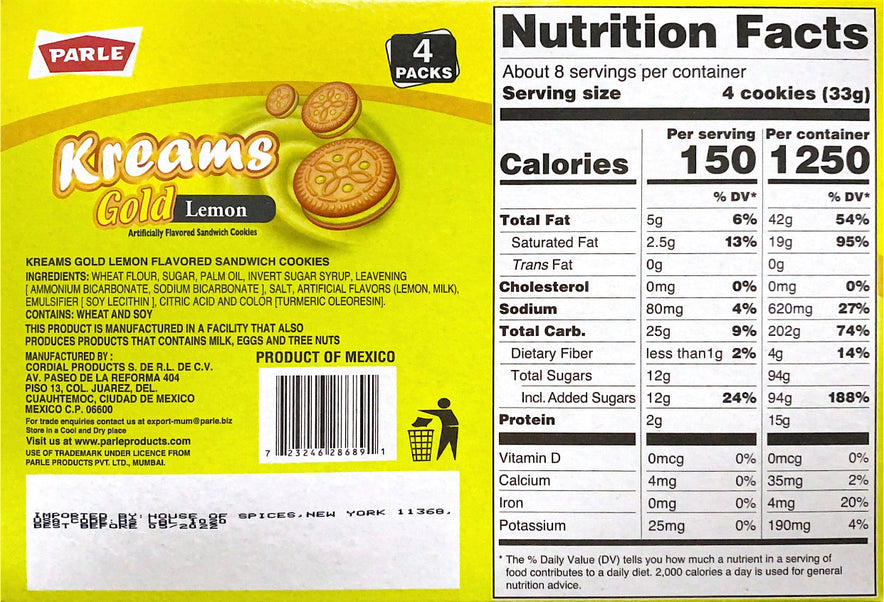 PARLE
4
PACKS
Kreams
Gold Lemon
Artificially Flavored Sandwich Cookies
KREAMS GOLD LEMON FLAVORED SANDWICH COOKIES
INGREDIENTS: WHEAT FLOUR, SUGAR, PALM OIL, INVERT SUGAR SYRUP, LEAVENING
[ AMMONIUM BICARBONATE, SODIUM BICARBONATE ], SALT, ARTIFICIAL FLAVORS (LEMON, MILK),
EMULSIFIER [ SOY LECITHIN ], CITRIC ACID AND COLOR [TURMERIC OLEORESIN].
CONTAINS: WHEAT AND SOY
THIS PRODUCT IS MANUFACTURED IN A FACILITY THAT ALSO
PRODUCES PRODUCTS THAT CONTAINS MILK, EGGS AND TREE NUTS
MANUFACTURED BY :
CORDIAL PRODUCTS S. DE R.L. DE C.V.
AV. PASEO DE LA REFORMA 404
PISO 13, COL. JUAREZ, DEL.
CUAUHTEMOC, CIUDAD DE MEXICO
MEXICO C.P. 06600
For trade enquiries contact us at export-mum@parle.biz
Store in a Cool and Dry place
Visit us at www.parleproducts.com
USE OF TRADEMARK UNDER LICENCE FROM
PARLE PRODUCTS PVT. LTD., MUMBAI.
PRODUCT OF MEXICO
7 23246 28689 1
IMPORTED BY: HOUSE OF SPICES, NEW YORK 11368,
BEST BEFORE
Nutrition Facts
About 8 servings per container
Serving size 4 cookies (33g)
Per serving Per container
Calories 150 1250
% DV* % DV*
Total Fat 5g 6% 42g 54%
Saturated Fat 2.5g 13% 19g 95%
Trans Fat 0g 0g
Cholesterol 0mg 0% 0mg 0%
Sodium 80mg 4% 620mg 27%
Total Carb. 25g 9% 202g 74%
Dietary Fiber less than1g 2% 4g 14%
Total Sugars 12g 94g
Incl. Added Sugars 12g 24% 94g 188%
Protein 2g 15g
Vitamin D 0mcg 0% 0mcg 0%
Calcium 4mg 0% 35mg 2%
Iron 0mg 0% 4mg 20%
Potassium 25mg 0% 190mg 4%
* The % Daily Value (DV) tells you how much a nutrient in a serving of
food contributes to a daily diet. 2,000 calories a day is used for general
nutrition advice.